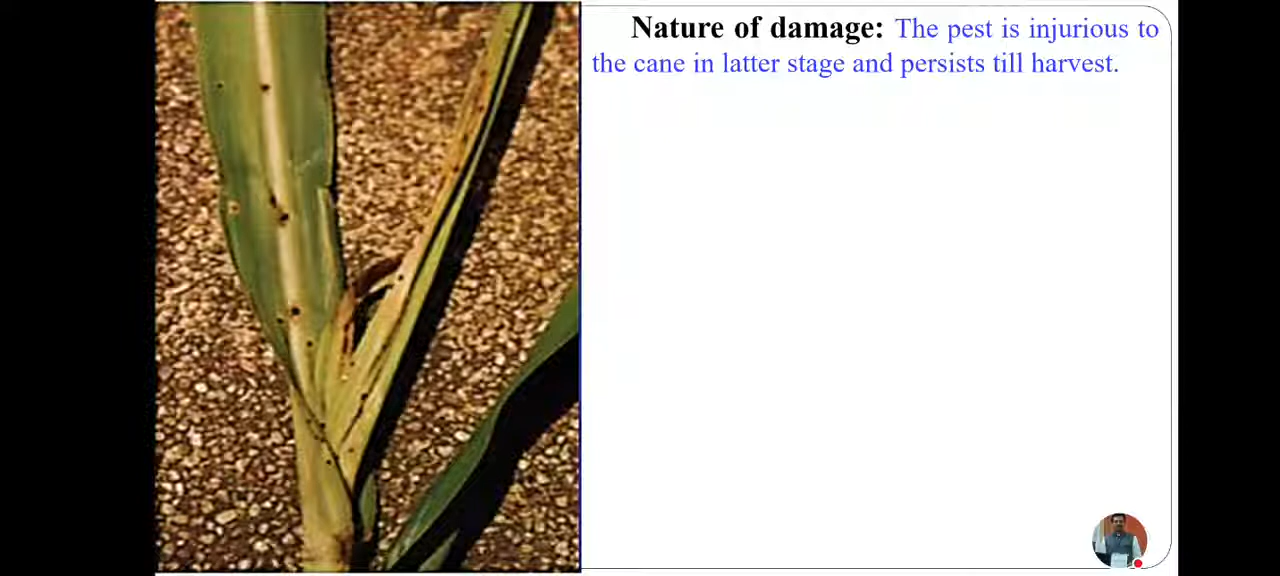 Nature of damage: The pest is injurious to
the cane in latter stage and persists till harvest.